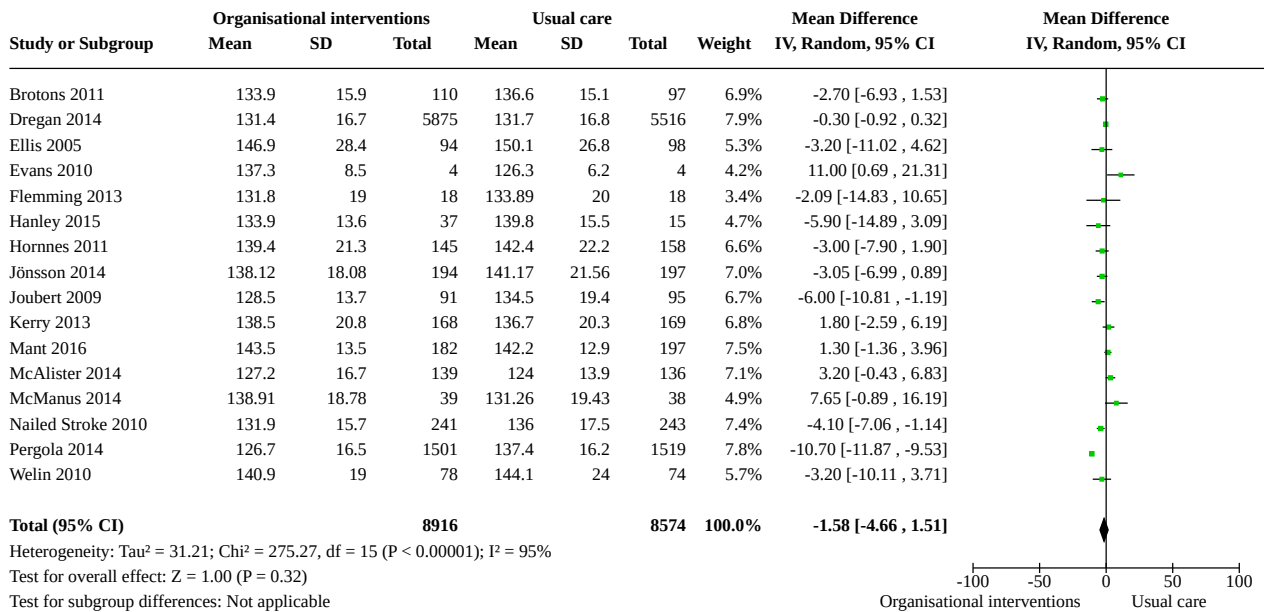 Organisational interventions Usual care Mean Difference Mean Difference
Study or Subgroup Mean SD Total Mean SD Total Weight IV, Random, 95% CI IV, Random, 95% CI
Brotons 2011 133.9 15.9 110 136.6 15.1 97 6.9% -2.70 [-6.93 , 1.53]
Dregan 2014 131.4 16.7 5875 131.7 16.8 5516 7.9% -0.30 [-0.92 , 0.32]
Ellis 2005 146.9 28.4 94 150.1 26.8 98 5.3% -3.20 [-11.02 , 4.62]
Evans 2010 137.3 8.5 4 126.3 6.2 4 4.2% 11.00 [0.69 , 21.31]
Flemming 2013 131.8 19 18 133.89 20 18 3.4% -2.09 [-14.83 , 10.65]
Hanley 2015 133.9 13.6 37 139.8 15.5 15 4.7% -5.90 [-14.89 , 3.09]
Hornnes 2011 139.4 21.3 145 142.4 22.2 158 6.6% -3.00 [-7.90 , 1.90]
Jönsson 2014 138.12 18.08 194 141.17 21.56 197 7.0% -3.05 [-6.99 , 0.89]
Joubert 2009 128.5 13.7 91 134.5 19.4 95 6.7% -6.00 [-10.81 , -1.19]
Kerry 2013 138.5 20.8 168 136.7 20.3 169 6.8% 1.80 [-2.59 , 6.19]
Mant 2016 143.5 13.5 182 142.2 12.9 197 7.5% 1.30 [-1.36 , 3.96]
McAlister 2014 127.2 16.7 139 124 13.9 136 7.1% 3.20 [-0.43 , 6.83]
McManus 2014 138.91 18.78 39 131.26 19.43 38 4.9% 7.65 [-0.89 , 16.19]
Nailed Stroke 2010 131.9 15.7 241 136 17.5 243 7.4% -4.10 [-7.06 , -1.14]
Pergola 2014 126.7 16.5 1501 137.4 16.2 1519 7.8% -10.70 [-11.87 , -9.53]
Welin 2010 140.9 19 78 144.1 24 74 5.7% -3.20 [-10.11 , 3.71]
Total (95% CI) 8916 8574 100.0% -1.58 [-4.66 , 1.51]
Heterogeneity: Tau² = 31.21; Chi² = 275.27, df = 15 (P < 0.00001); I² = 95%
Test for overall effect: Z = 1.00 (P = 0.32)
Test for subgroup differences: Not applicable
-100 -50 0 50 100
Organisational interventions Usual care